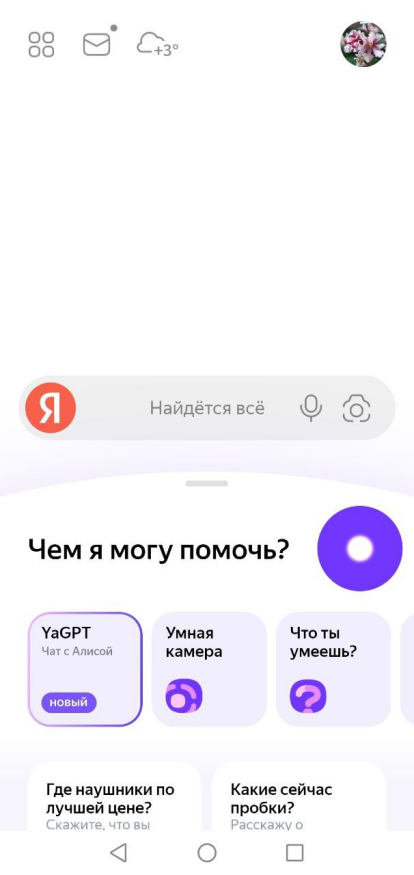 +3°
Я
Найдётся всё
Чем я могу помочь?
YaGPT
Чат с Алисой
новый
Умная
камера
Что ты
умеешь?
Где наушники по
лучшей цене?
Скажите, что вы
Какие сейчас
пробки?
Расскажу о